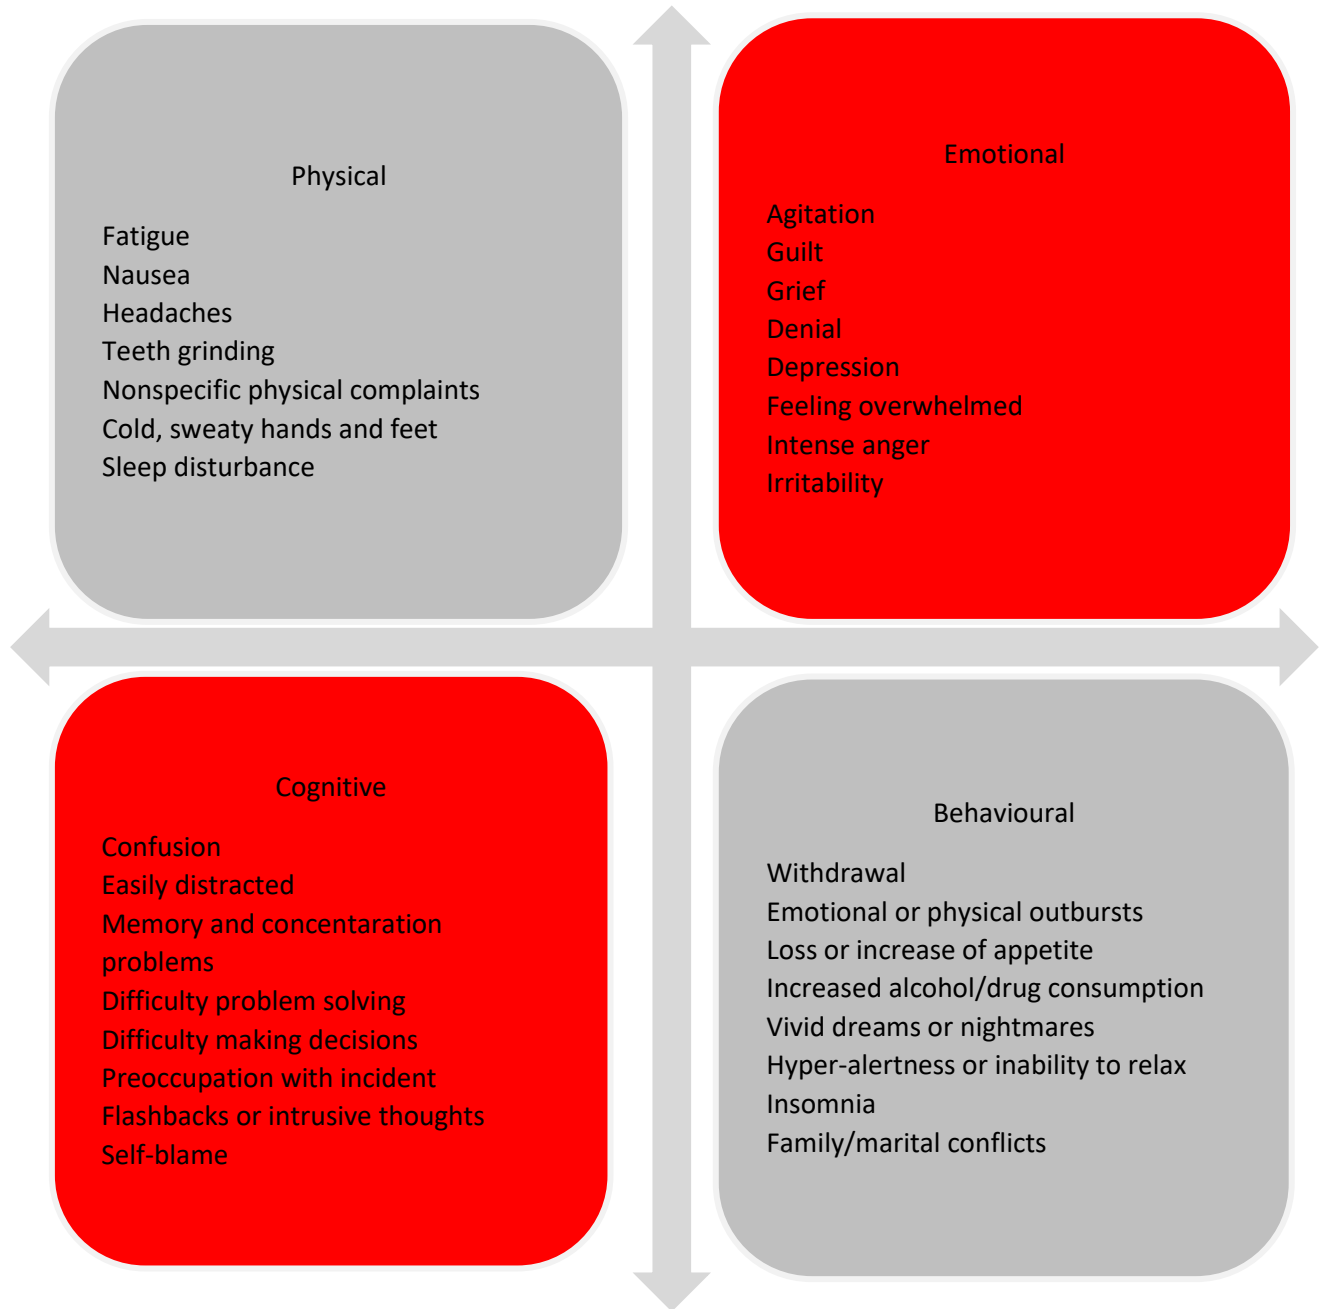 Physical
Fatigue
Nausea
Headaches
Teeth grinding
Nonspecific physical complaints
Cold, sweaty hands and feet
Sleep disturbance
Emotional
Agitation
Guilt
Grief
Denial
Depression
Feeling overwhelmed
Intense anger
Irritability
Cognitive
Confusion
Easily distracted
Memory and concentaration
problems
Difficulty problem solving
Difficulty making decisions
Preoccupation with incident
Flashbacks or intrusive thoughts
Self-blame
Behavioural
Withdrawal
Emotional or physical outbursts
Loss or increase of appetite
Increased alcohol/drug consumption
Vivid dreams or nightmares
Hyper-alertness or inability to relax
Insomnia
Family/marital conflicts